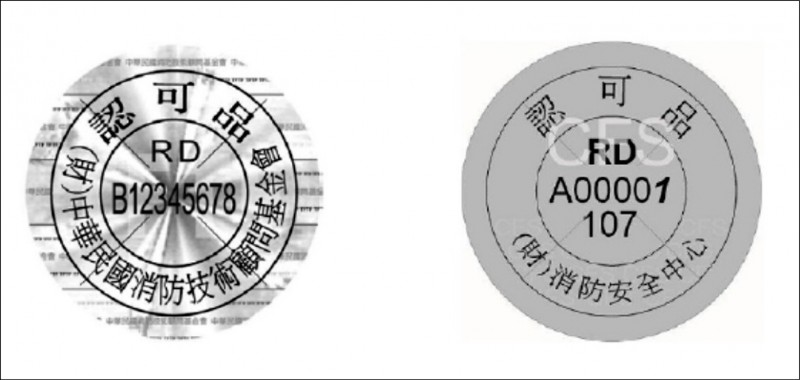 認可品
RD
B12345678
(財)中華民國消防技術顧問基金會
認可品
CFS
RD
A00001
107
(財)消防安全中心